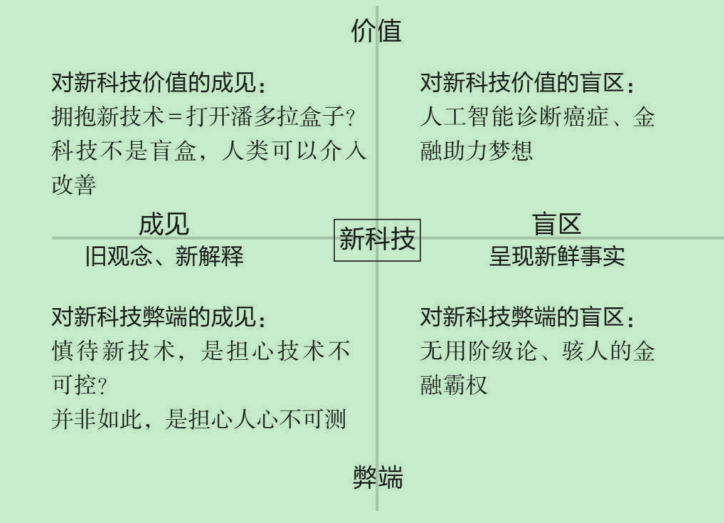 价值
对新科技价值的成见：
拥抱新技术=打开潘多拉盒子?
科技不是盲盒，人类可以介入
改善
对新科技价值的盲区：
人工智能诊断癌症、金
融助力梦想
成见
旧观念、新解释
新科技
盲区
呈现新鲜事实
对新科技弊端的成见：
慎待新技术，是担心技术不
可控?
并非如此，是担心人心不可测
对新科技弊端的盲区：
无用阶级论、骇人的金
融霸权
弊端